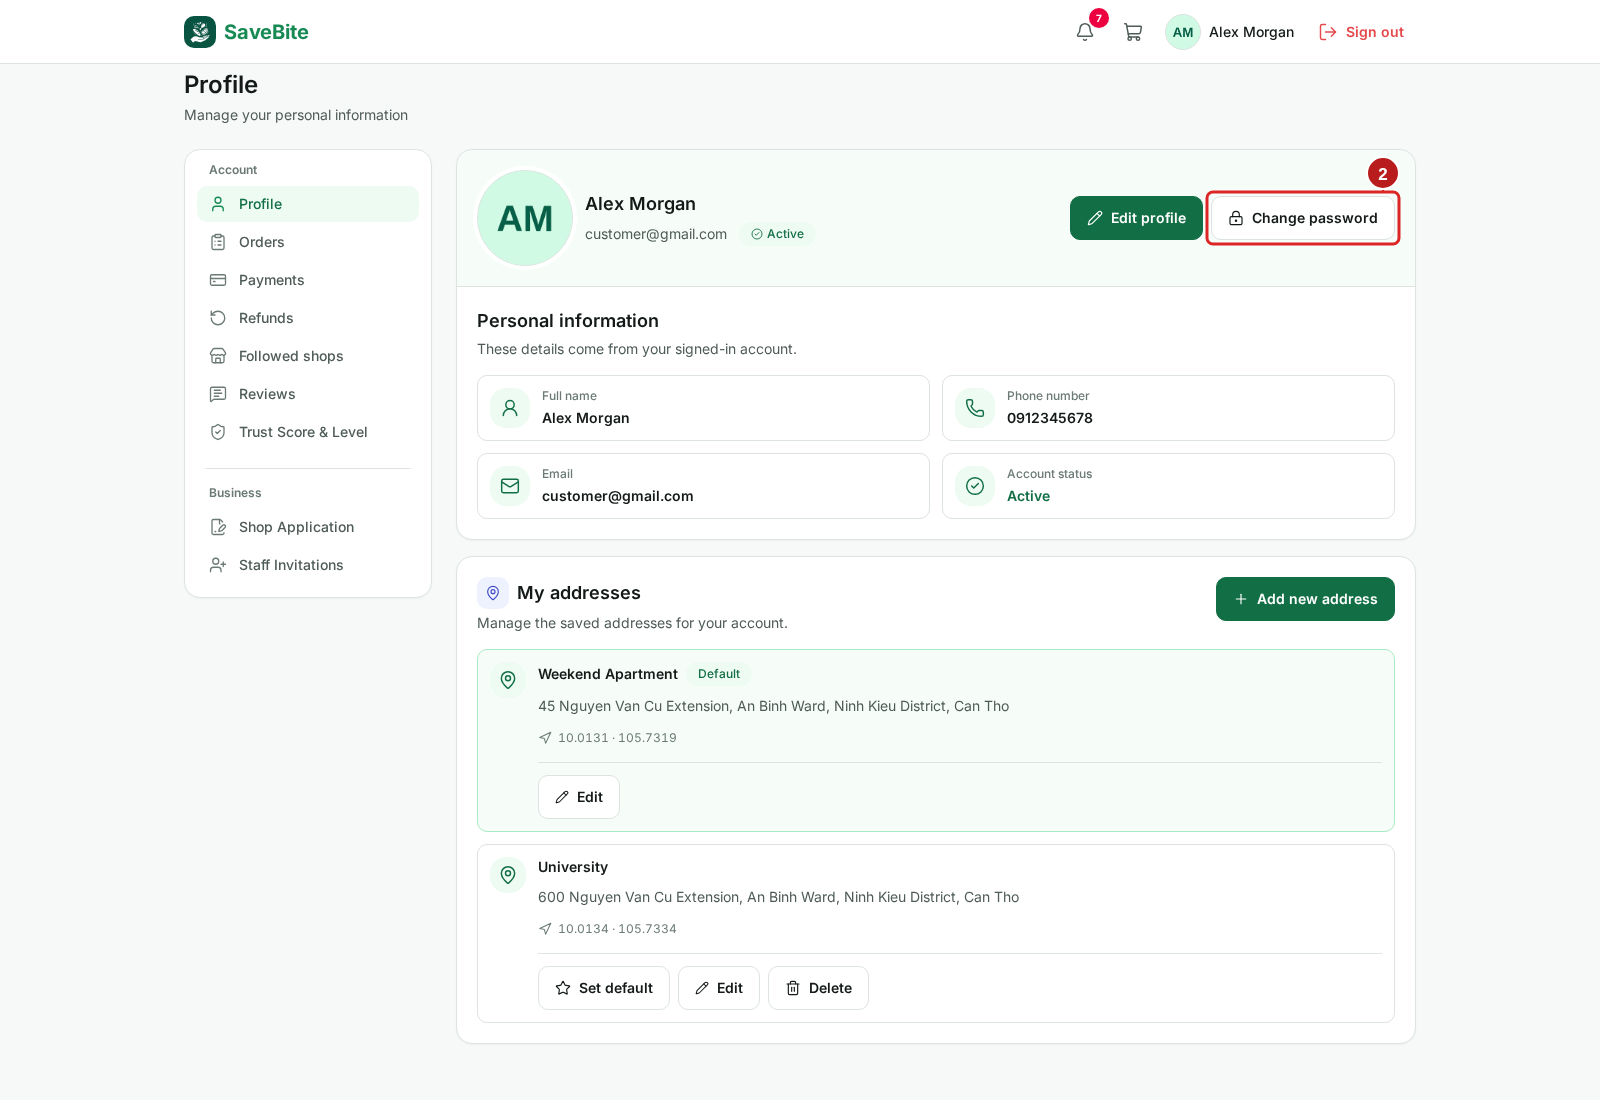 SaveBite
7
AM
Alex Morgan
Sign out
Profile
Manage your personal information
Account
Profile
Orders
Payments
Refunds
Followed shops
Reviews
Trust Score & Level
Business
Shop Application
Staff Invitations
AM
Alex Morgan
customer@gmail.com
Active
Edit profile
2
Change password
Personal information
These details come from your signed-in account.
Full name
Alex Morgan
Phone number
0912345678
Email
customer@gmail.com
Account status
Active
My addresses
Manage the saved addresses for your account.
Add new address
Weekend Apartment
Default
45 Nguyen Van Cu Extension, An Binh Ward, Ninh Kieu District, Can Tho
10.0131 · 105.7319
Edit
University
600 Nguyen Van Cu Extension, An Binh Ward, Ninh Kieu District, Can Tho
10.0134 · 105.7334
Set default
Edit
Delete